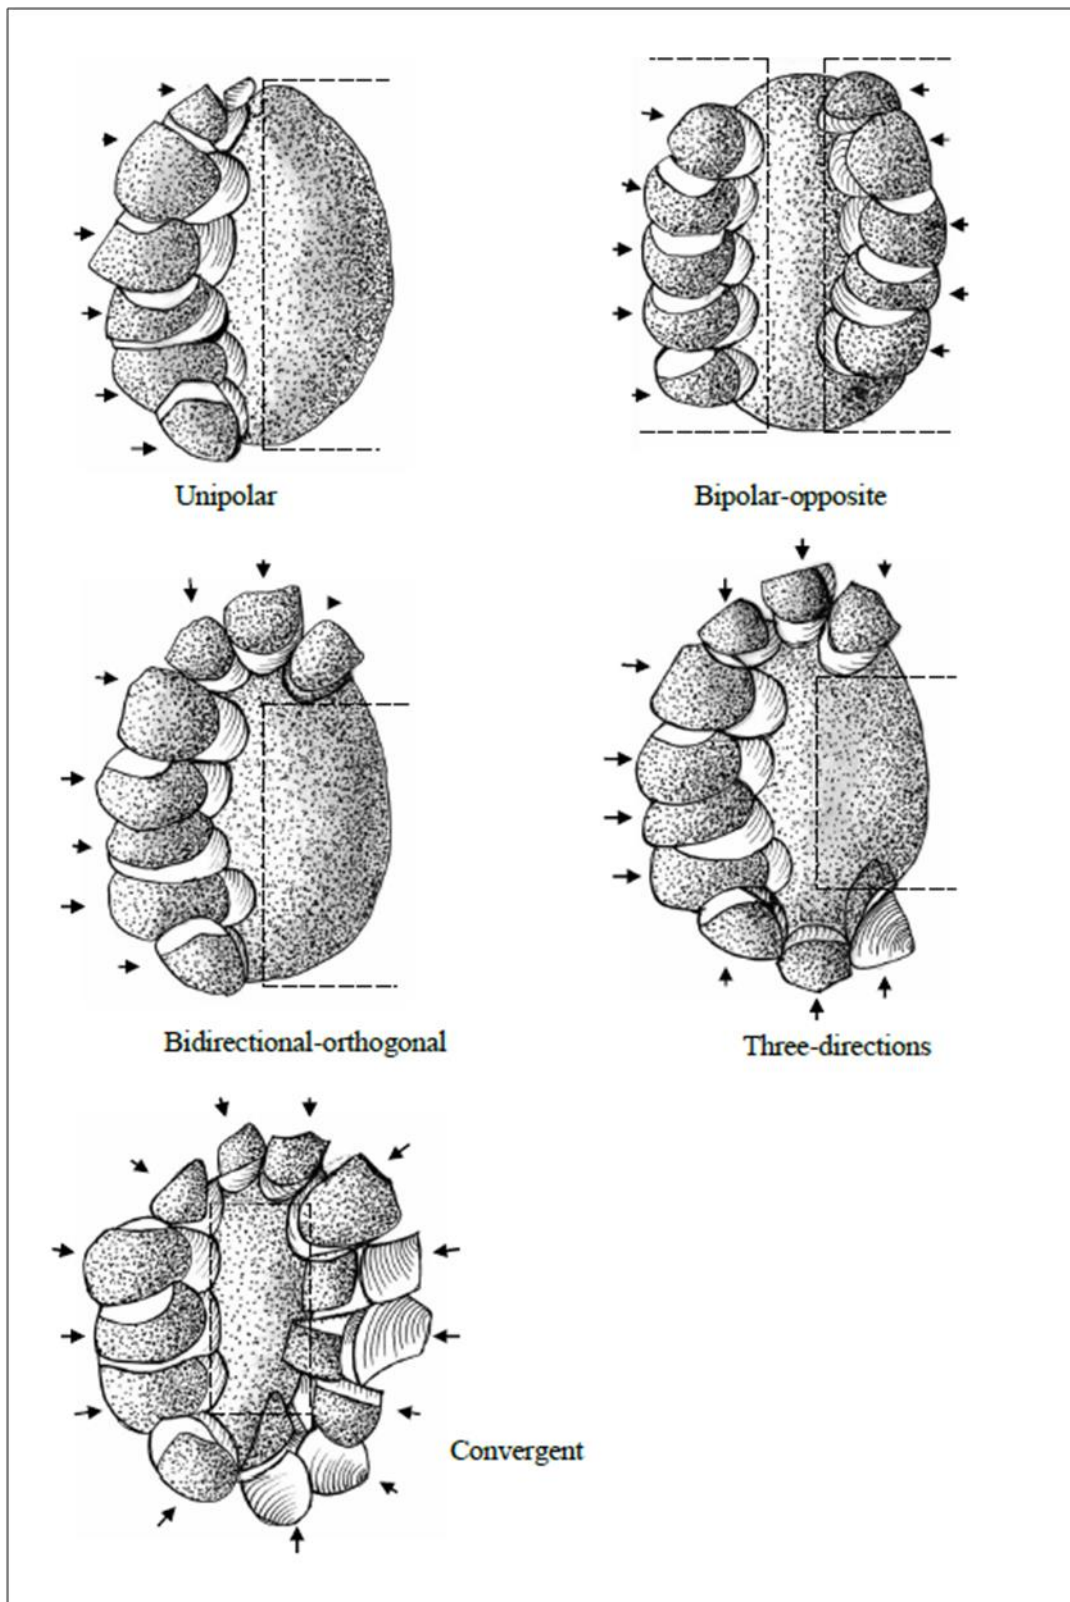 Unipolar
Bipolar-opposite
Bidirectional-orthogonal
Three-directions
Convergent